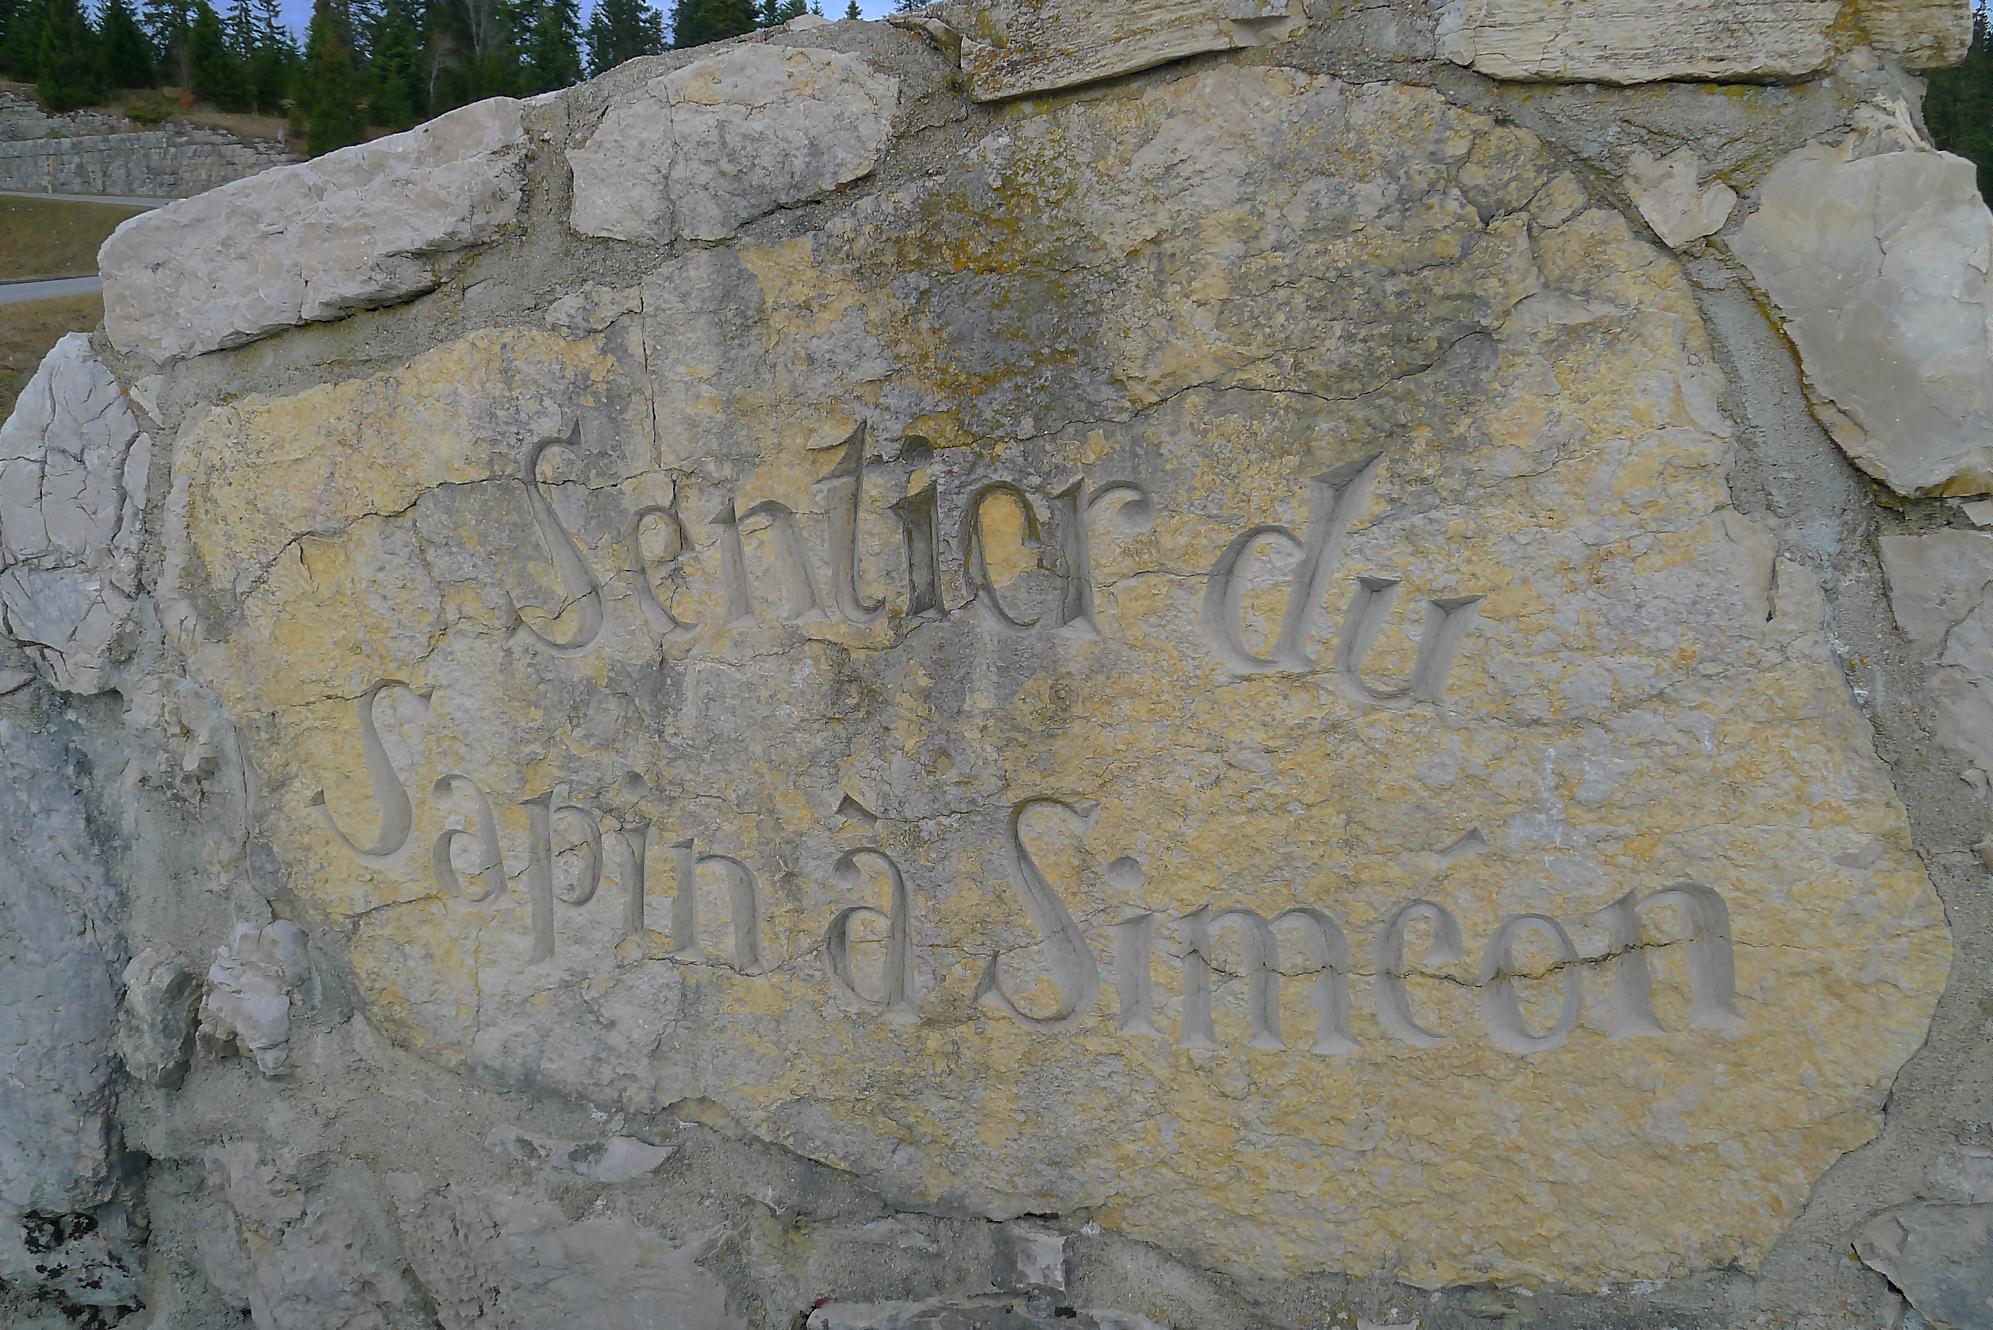 Sentier du
Sapin à Siméon